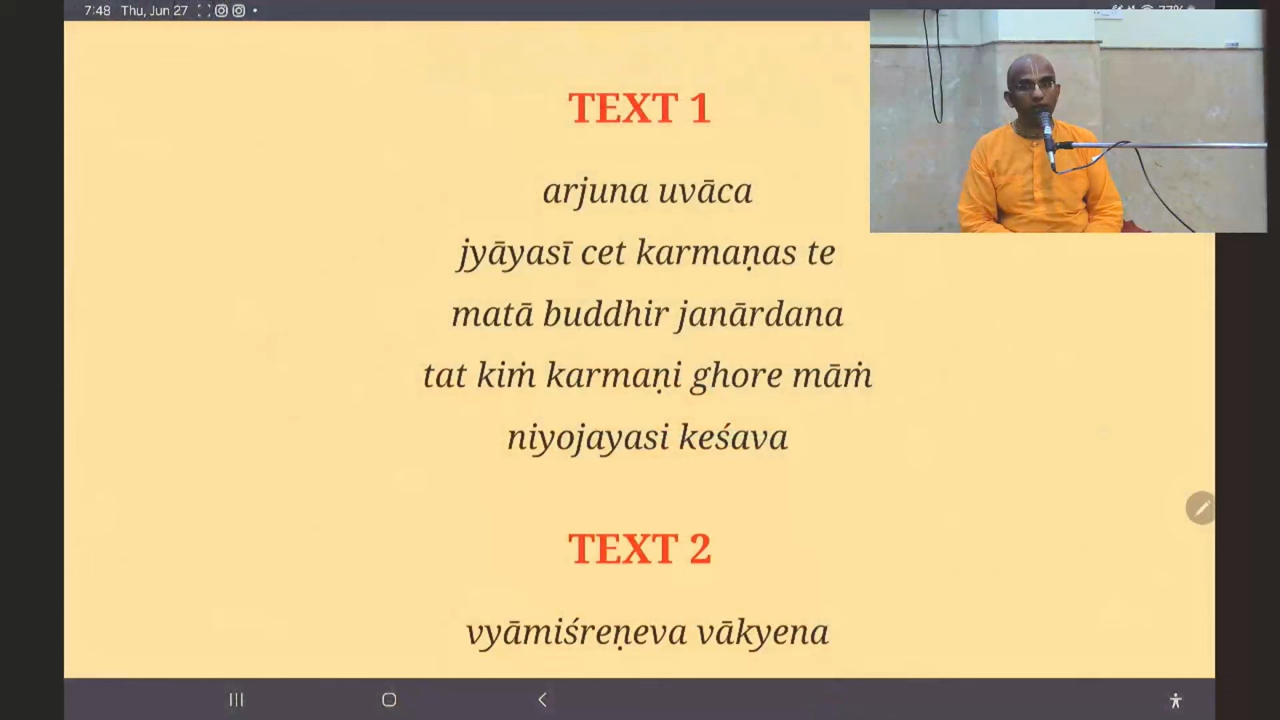 7:48 Thu, Jun 27
TEXT 1
arjuna uvāca
jyāyasī cet karmaṇas te
matā buddhir janārdana
tat kiṁ karmaṇi ghore māṁ
niyojayasi keśava
TEXT 2
vyāmiśreṇeva vākyena